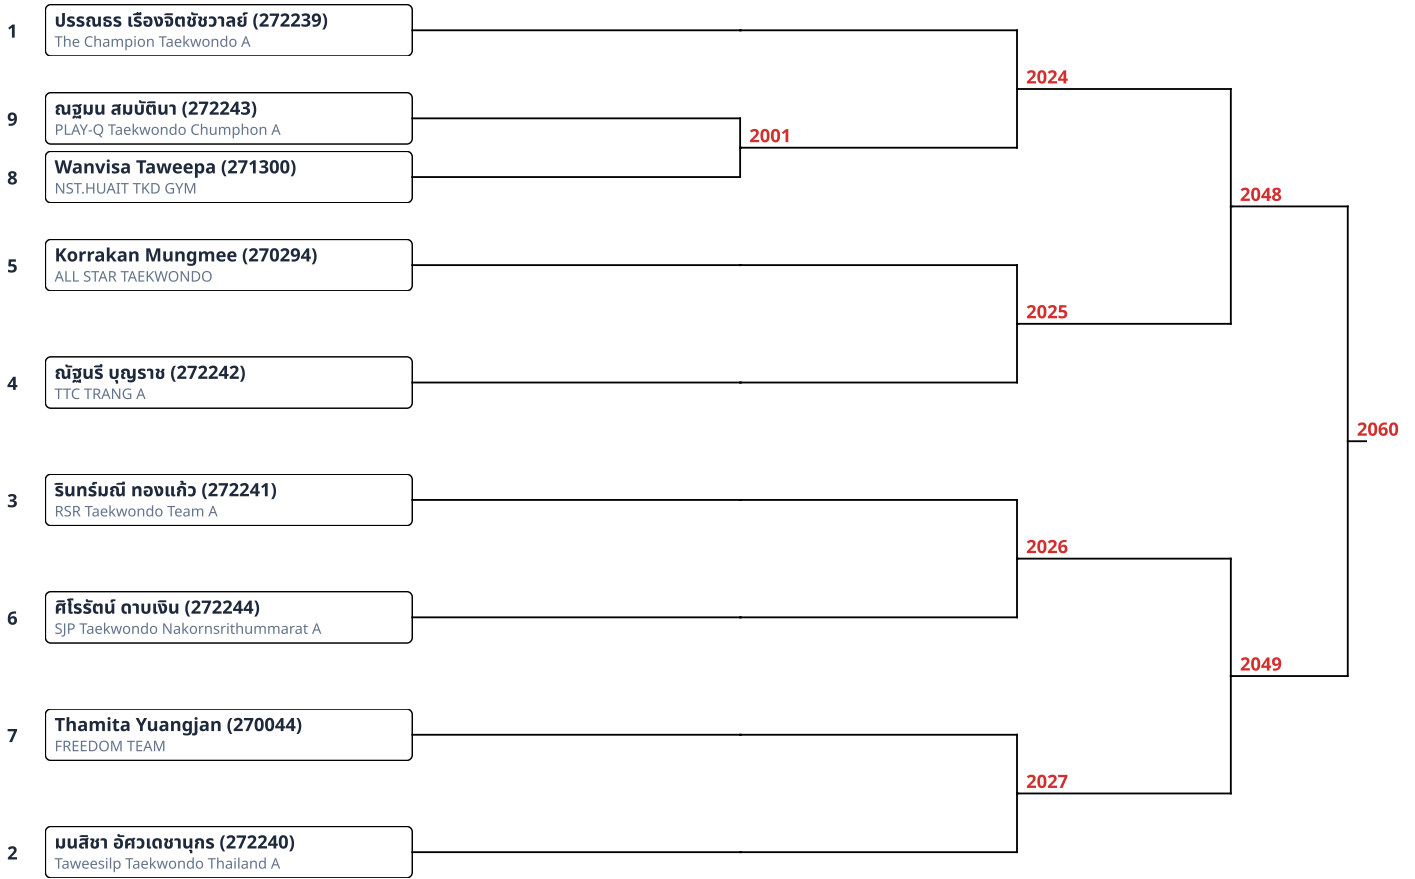 1
ปรรณธร เรืองจิตชัชวาลย์ (272239)
The Champion Taekwondo A
2024
9
ณฐมน สมบัตินา (272243)
PLAY-Q Taekwondo Chumphon A
2001
8
Wanvisa Taweepa (271300)
NST.HUAIT TKD GYM
2048
5
Korrakan Mungmee (270294)
ALL STAR TAEKWONDO
2025
4
ณัฐนรี บุญราช (272242)
TTC TRANG A
2060
3
รินทร์มณี ทองแก้ว (272241)
RSR Taekwondo Team A
2026
6
ศิโรรัตน์ ดาบเงิน (272244)
SJP Taekwondo Nakornsrithummarat A
2049
7
Thamita Yuangjan (270044)
FREEDOM TEAM
2027
2
มนสิชา อัศวเดชานุกร (272240)
Taweesilp Taekwondo Thailand A